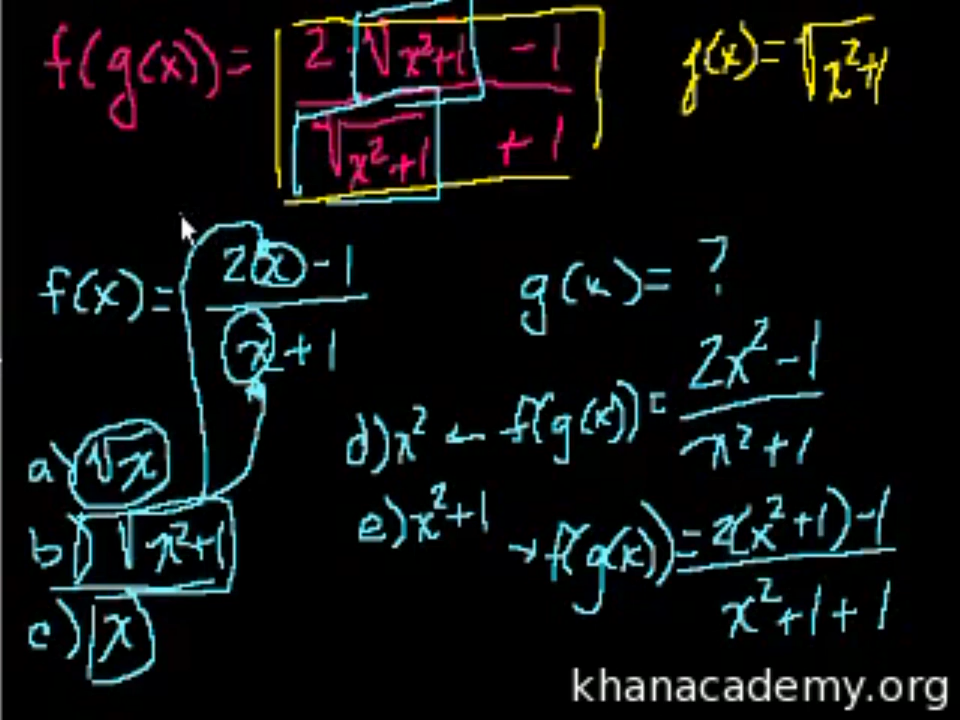 f(g(x)) = 2√x²+1 - 1 / √x²+1 + 1
g(x) = √x²+1
f(x) = 2x - 1 / x + 1
g(x) = ?
a) √x
b) √x²+1
c) x
d) x² ← f(g(x)) = 2x² - 1 / x² + 1
e) x²+1 → f(g(x)) = 2(x²+1) - 1 / x²+1+1
khanacademy.org